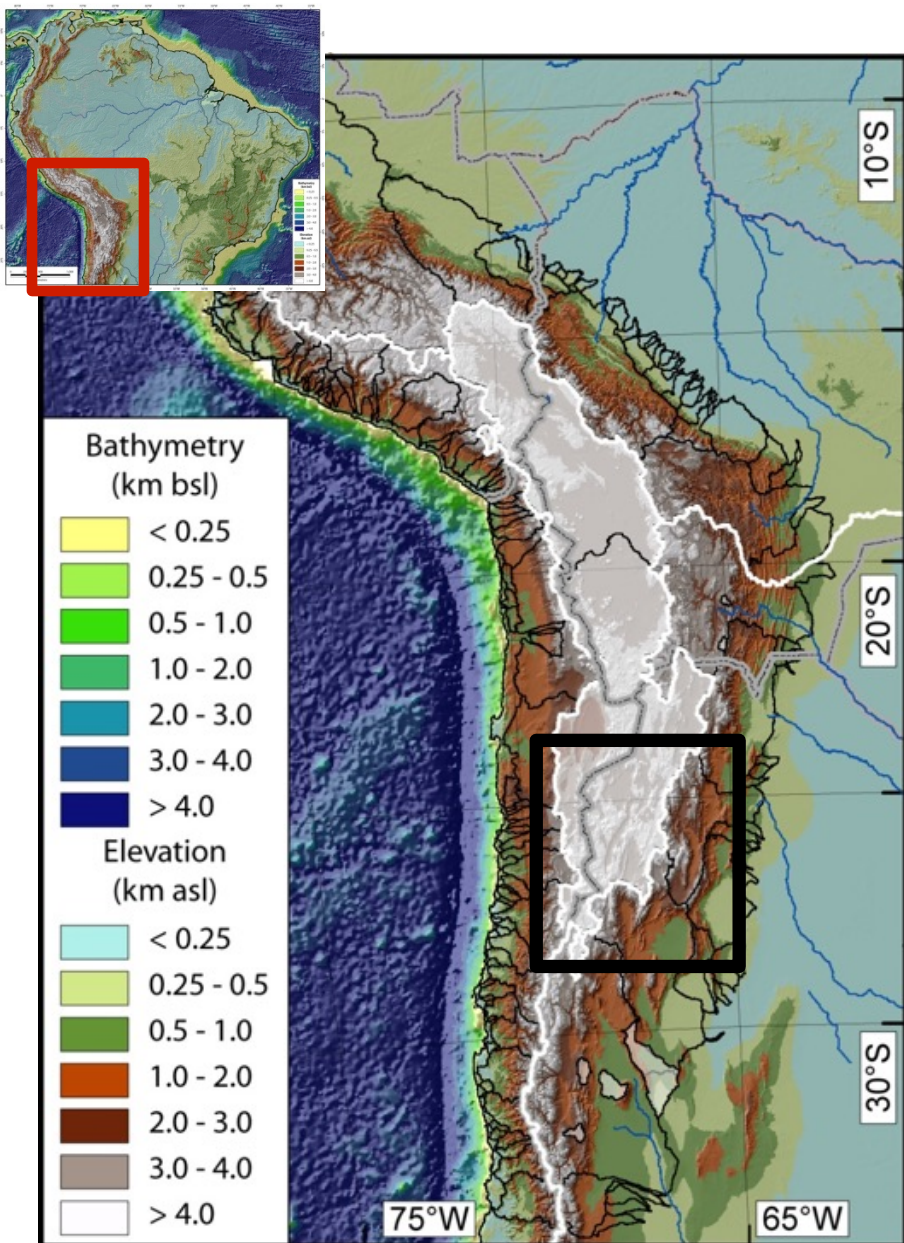 10°S
Bathymetry
(km bsl)
< 0.25
0.25 - 0.5
0.5 - 1.0
1.0 - 2.0
2.0 - 3.0
3.0 - 4.0
> 4.0
Elevation
(km asl)
< 0.25
0.25 - 0.5
0.5 - 1.0
1.0 - 2.0
2.0 - 3.0
3.0 - 4.0
> 4.0
20°S
30°S
75°W
65°W